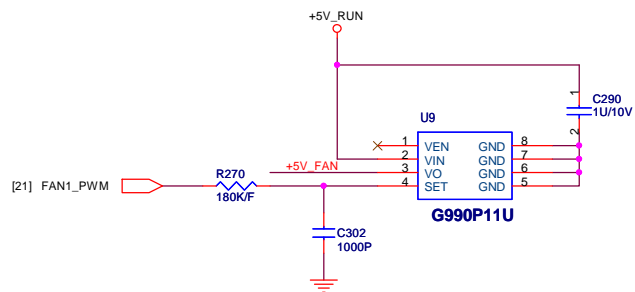 +5V_RUN
1
C290
1U/10V
2
U9
1 VEN GND 8
2 VIN GND 7
+5V_FAN 3 VO GND 6
4 SET GND 5
R270
[21] FAN1_PWM
180K/F
G990P11U
C302
1000P